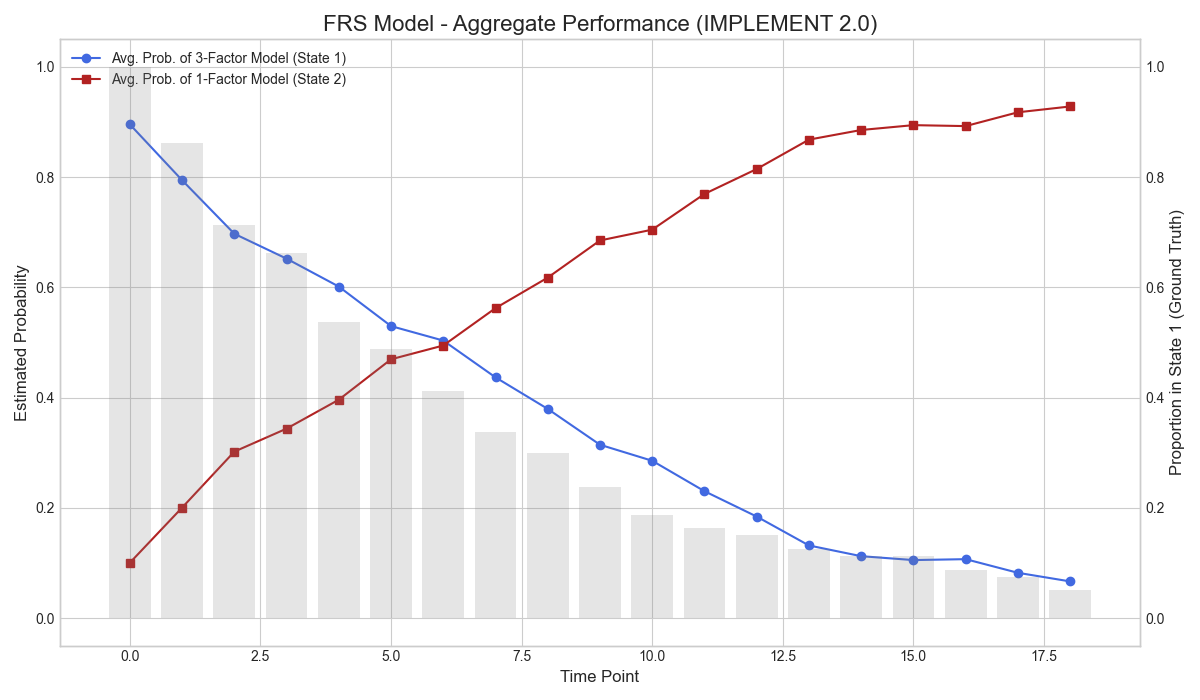 FRS Model - Aggregate Performance (IMPLEMENT 2.0)
Avg. Prob. of 3-Factor Model (State 1)
Avg. Prob. of 1-Factor Model (State 2)
Estimated Probability
1.0
0.8
0.6
0.4
0.2
0.0
1.0
0.8
0.6
0.4
0.2
0.0
Proportion in State 1 (Ground Truth)
0.0 2.5 5.0 7.5 10.0 12.5 15.0 17.5
Time Point